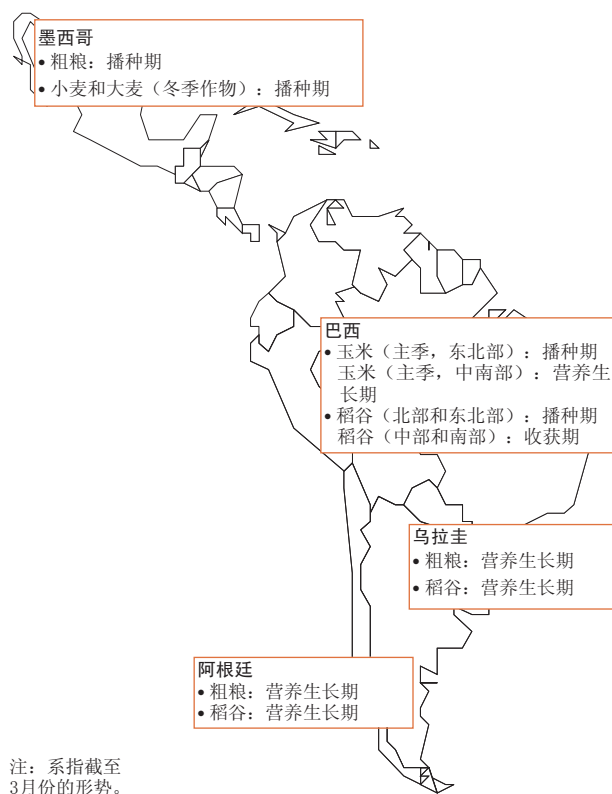 墨西哥
• 粗粮：播种期
• 小麦和大麦（冬季作物）：播种期
巴西
• 玉米（主季，东北部）：播种期
玉米（主季，中南部）：营养生
长期
• 稻谷（北部和东北部）：播种期
稻谷（中部和南部）：收获期
乌拉圭
• 粗粮：营养生长期
• 稻谷：营养生长期
阿根廷
• 粗粮：营养生长期
• 稻谷：营养生长期
注：系指截至
3月份的形势。